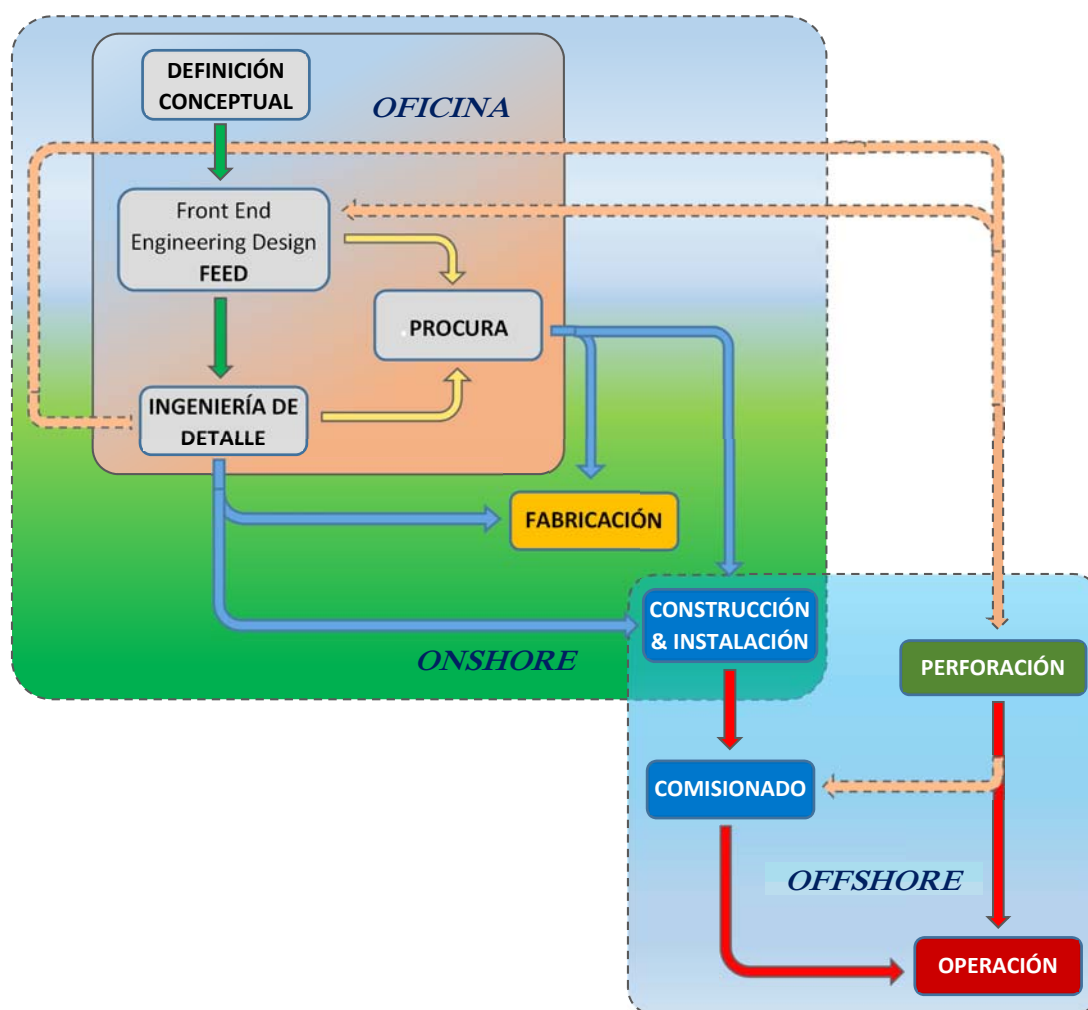 DEFINICIÓN
CONCEPTUAL
OFICINA
Front End
Engineering Design
FEED
.PROCURA
INGENIERÍA DE
DETALLE
FABRICACIÓN
CONSTRUCCIÓN
& INSTALACIÓN
ONSHORE
PERFORACIÓN
COMISIONADO
OFFSHORE
OPERACIÓN